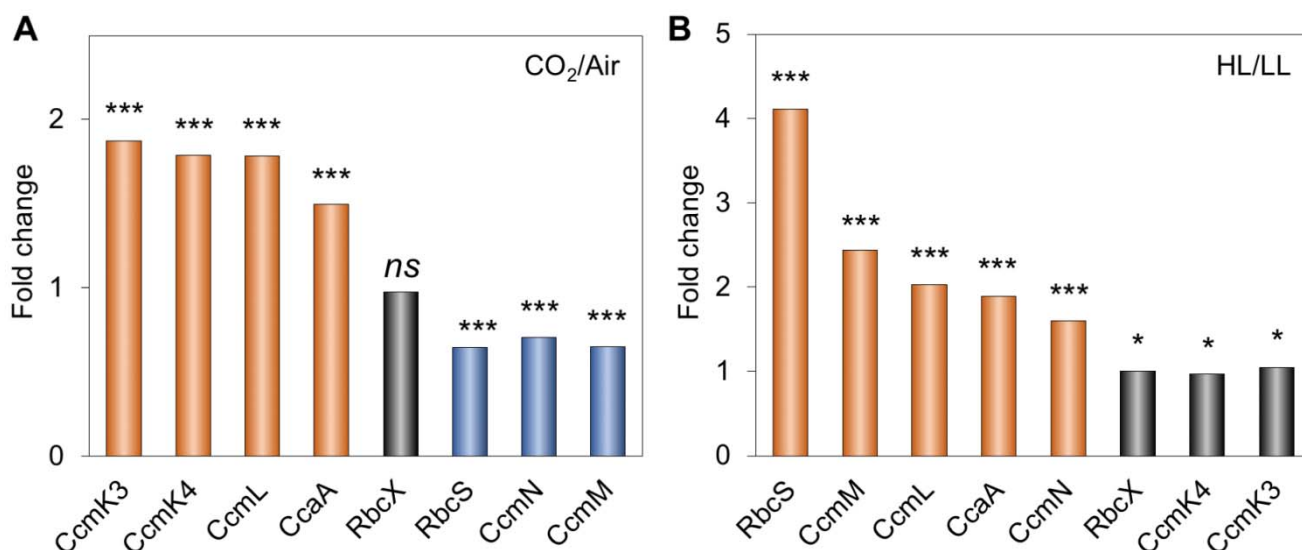 A
CO₂/Air
Fold change
2
1
0
***
***
***
***
ns
***
***
***
CcmK3
CcmK4
CcmL
CcaA
RbcX
RbcS
CcmN
CcmM
B
HL/LL
Fold change
5
4
3
2
1
0
***
***
***
***
***
*
*
*
RbcS
CcmM
CcmL
CcaA
CcmN
RbcX
CcmK4
CcmK3